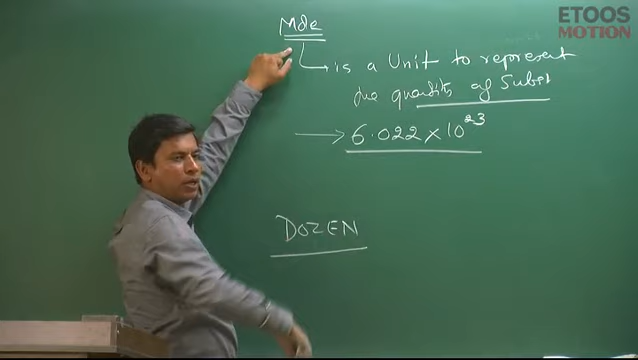 ETOOS
MOTION
Mole
is a Unit to represent
the quantity of Subst
6.022 × 10²³
DOZEN